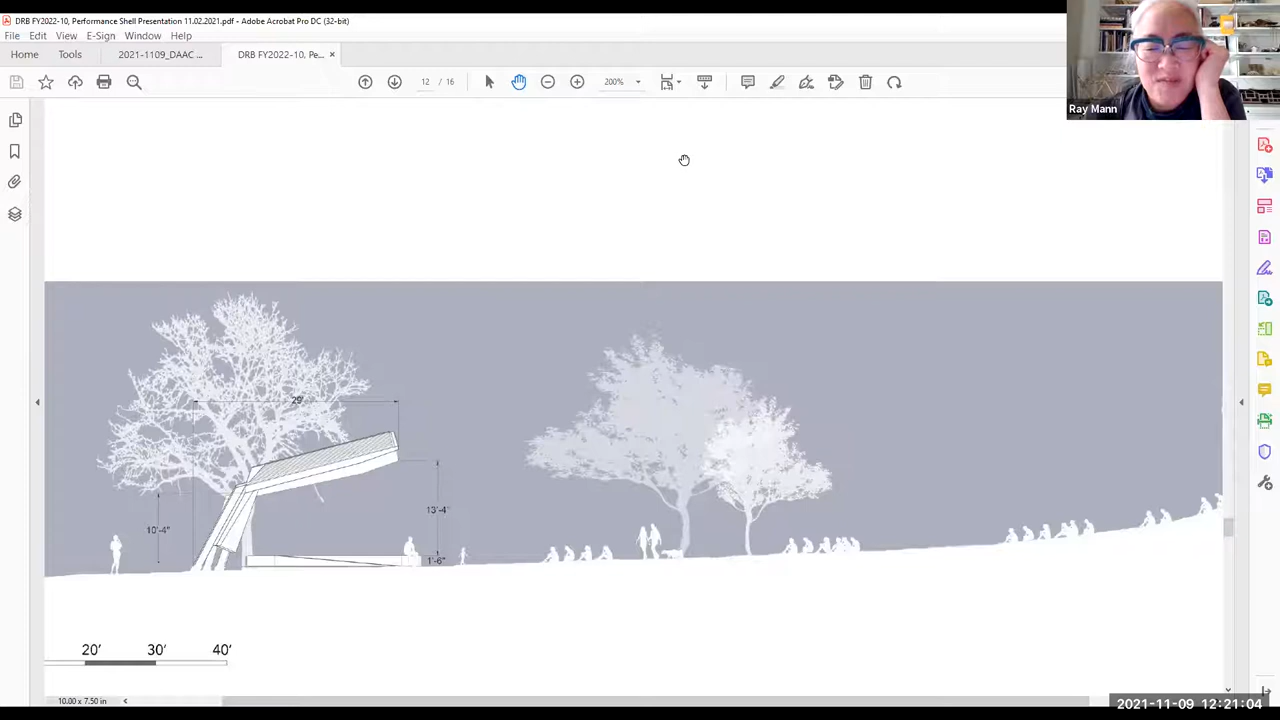 DRB FY2022-10, Performance Shell Presentation 11.02.2021.pdf - Adobe Acrobat Pro DC (32-bit)
File Edit View E-Sign Window Help
Home Tools 2021-1109_DAAC ... DRB FY2022-10, Pe... ×
12 / 16 200%
Ray Mann
29'
13'-4"
10'-4"
1'-6"
20' 30' 40'
10.00 x 7.50 in
2021-11-09 12:21:04